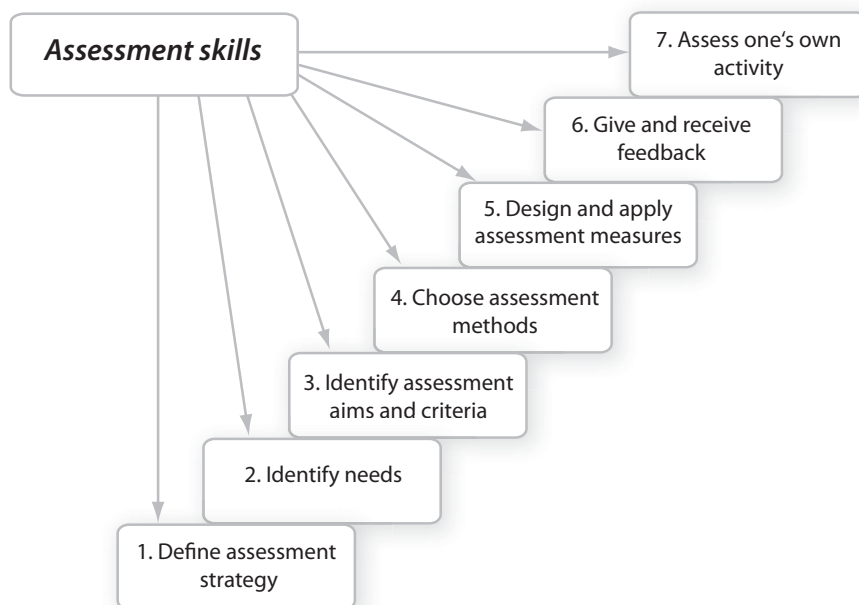 Assessment skills
7. Assess one's own
activity
6. Give and receive
feedback
5. Design and apply
assessment measures
4. Choose assessment
methods
3. Identify assessment
aims and criteria
2. Identify needs
1. Define assessment
strategy